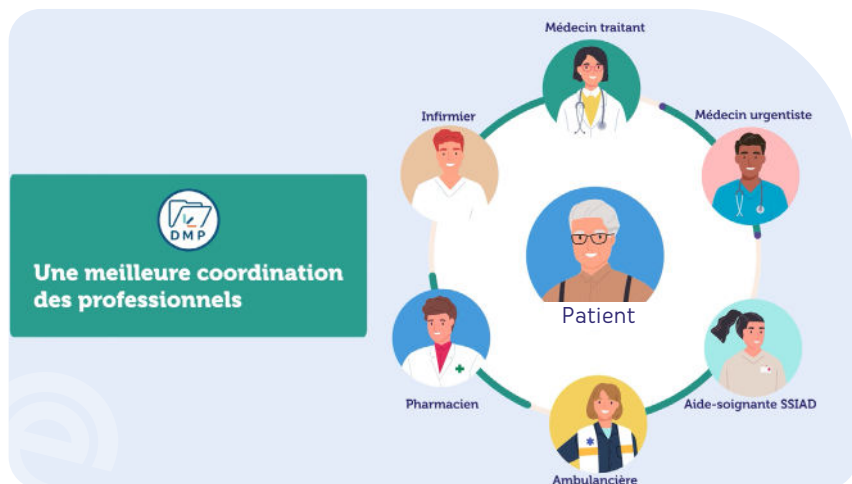 Médecin traitant
Infirmier
Médecin urgentiste
DMP
Une meilleure coordination
des professionnels
Patient
Pharmacien
Aide-soignante SSIAD
Ambulancière